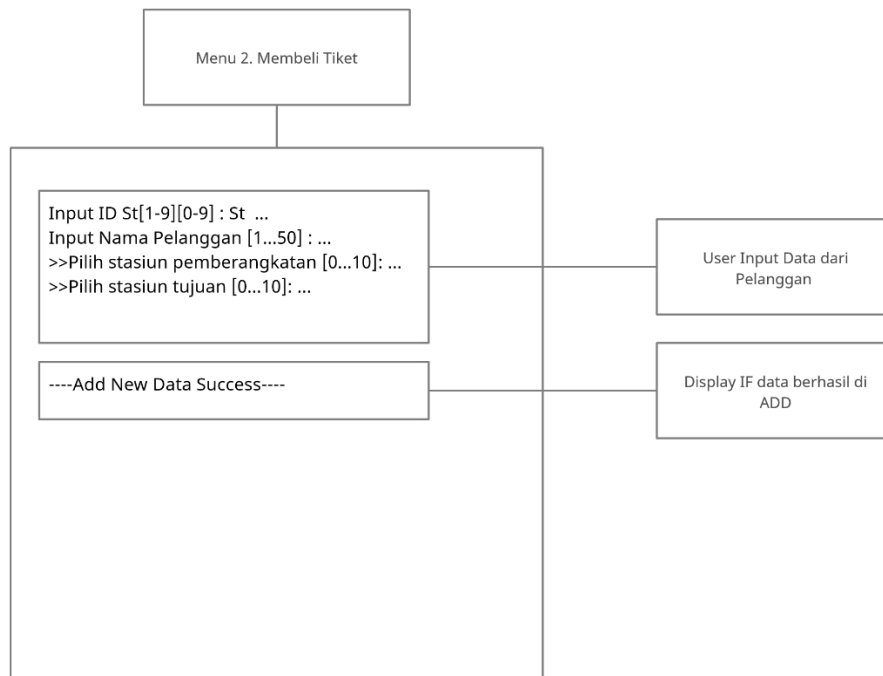 Menu 2. Membeli Tiket
Input ID St[1-9][0-9] : St ...
Input Nama Pelanggan [1...50] : ...
>>Pilih stasiun pemberangkatan [0...10]: ...
>>Pilih stasiun tujuan [0...10]: ...
User Input Data dari
Pelanggan
----Add New Data Success----
Display IF data berhasil di
ADD